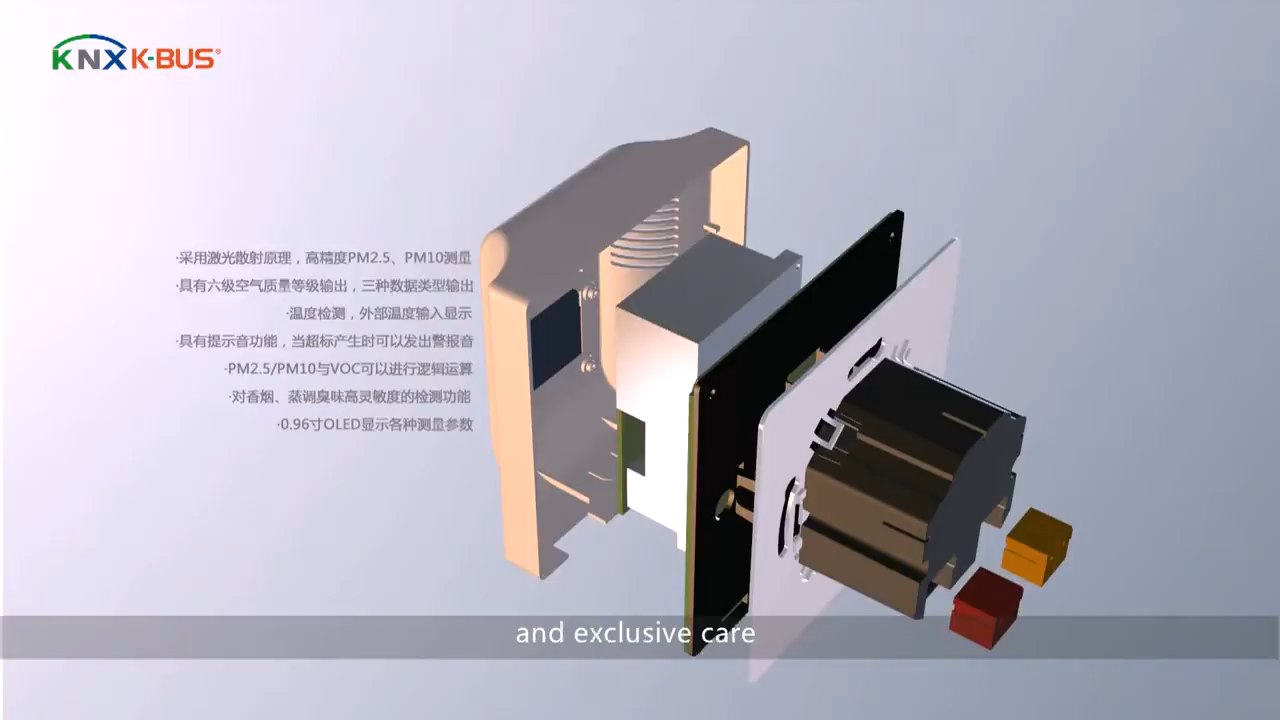 KNX K-BUS®
·采用激光散射原理，高精度PM2.5、PM10测量
·具有六级空气质量等级输出，三种数据类型输出
·温度检测，外部温度输入显示
·具有提示音功能，当超标产生时可以发出警报音
·PM2.5/PM10与VOC可以进行逻辑运算
·对香烟、蒸调臭味高灵敏度的检测功能
·0.96寸OLED显示各种测量参数
and exclusive care